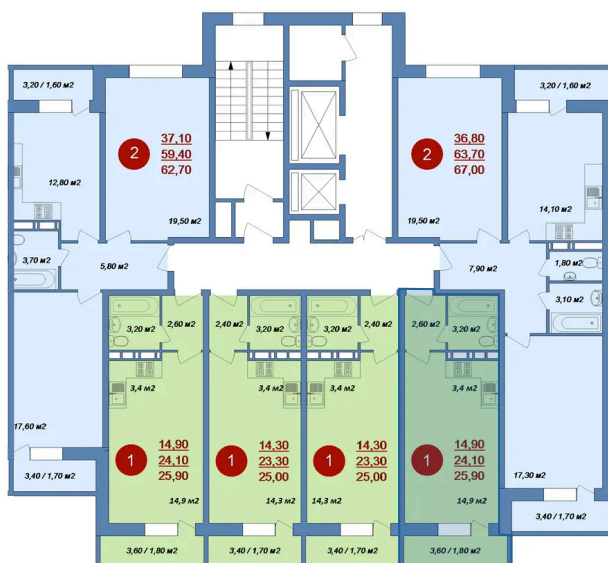 3,20 / 1,60 м2
3,20 / 1,60 м2
2
37,10
59,40
62,70
2
36,80
63,70
67,00
12,80 м2
19,50 м2
19,50 м2
14,10 м2
3,70 м2
5,80 м2
7,90 м2
1,80 м2
3,10 м2
3,20 м2
2,60 м2
2,40 м2
3,20 м2
3,20 м2
2,40 м2
2,60 м2
3,20 м2
3,4 м2
3,4 м2
3,4 м2
3,4 м2
17,60 м2
1
14,90
24,10
25,90
1
14,30
23,30
25,00
1
14,30
23,30
25,00
1
14,90
24,10
25,90
3,40 / 1,70 м2
14,9 м2
14,3 м2
14,3 м2
14,9 м2
17,30 м2
3,40 / 1,70 м2
3,60 / 1,80 м2
3,40 / 1,70 м2
3,40 / 1,70 м2
3,60 / 1,80 м2